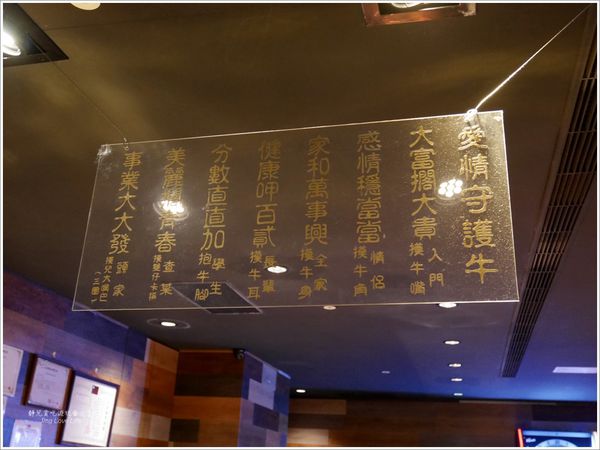 愛情守護牛
大富擱大貴 入門
摸牛嘴
感情穩當當 情侶
摸牛角
家和萬事興 全家
摸牛身
健康呷百貳 長輩
摸牛耳
分數直直加 學生
抱牛腳
美麗擱青春 查某
事業大大發 頭家